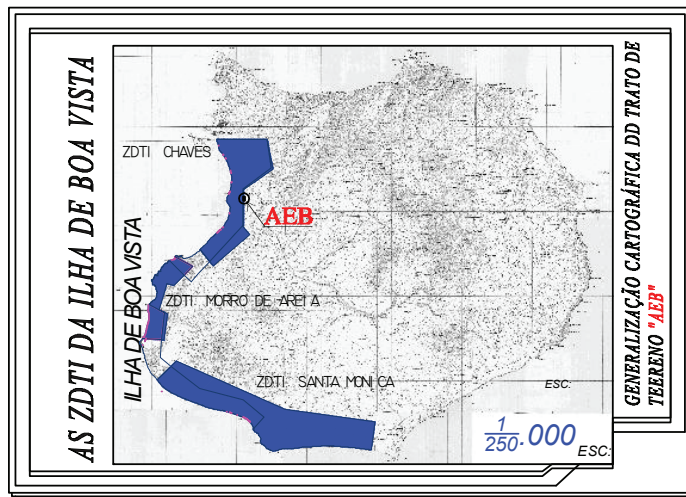 AS ZDTI DA ILHA DE BOA VISTA
ILHA DE BOA VISTA
ZDTI CHAVES
AEB
ZDTI MORRO DE AREIA
ZDTI SANTA MONICA
ESC:
1
250.000
ESC:
GENERALIZAÇÃO CARTOGRÁFICA DD TRATO DE
TEERENO "AEB"